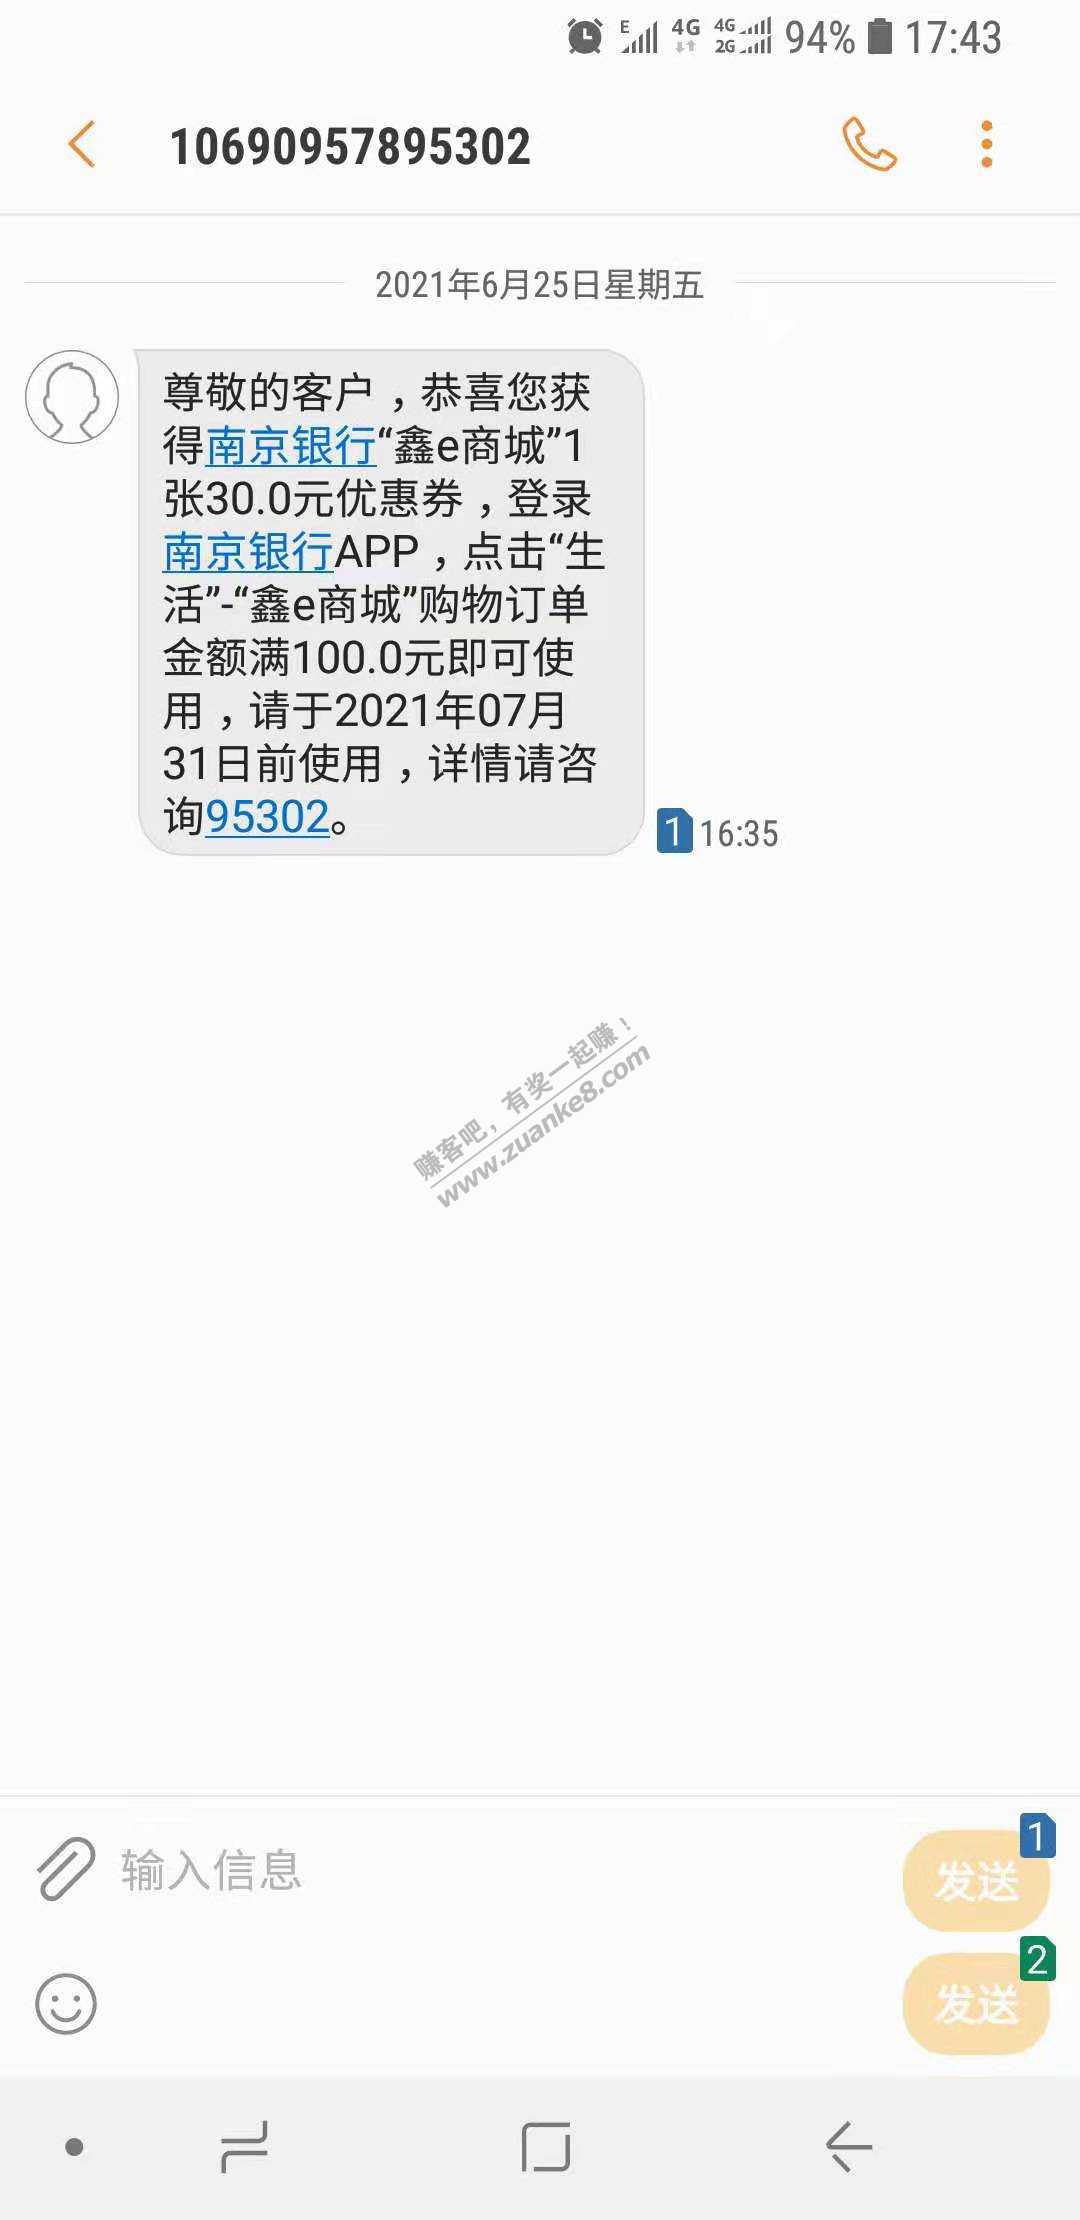 E 4G 4G 2G 94% 17:43
10690957895302
2021年6月25日星期五
尊敬的客户，恭喜您获
得南京银行“鑫e商城”1
张30.0元优惠券，登录
南京银行APP，点击“生
活”-“鑫e商城”购物订单
金额满100.0元即可使
用，请于2021年07月
31日前使用，详情请咨
询95302。
1 16:35
赚客吧，有奖一起赚！
www.zuanke8.com
输入信息
1
发送
2
发送